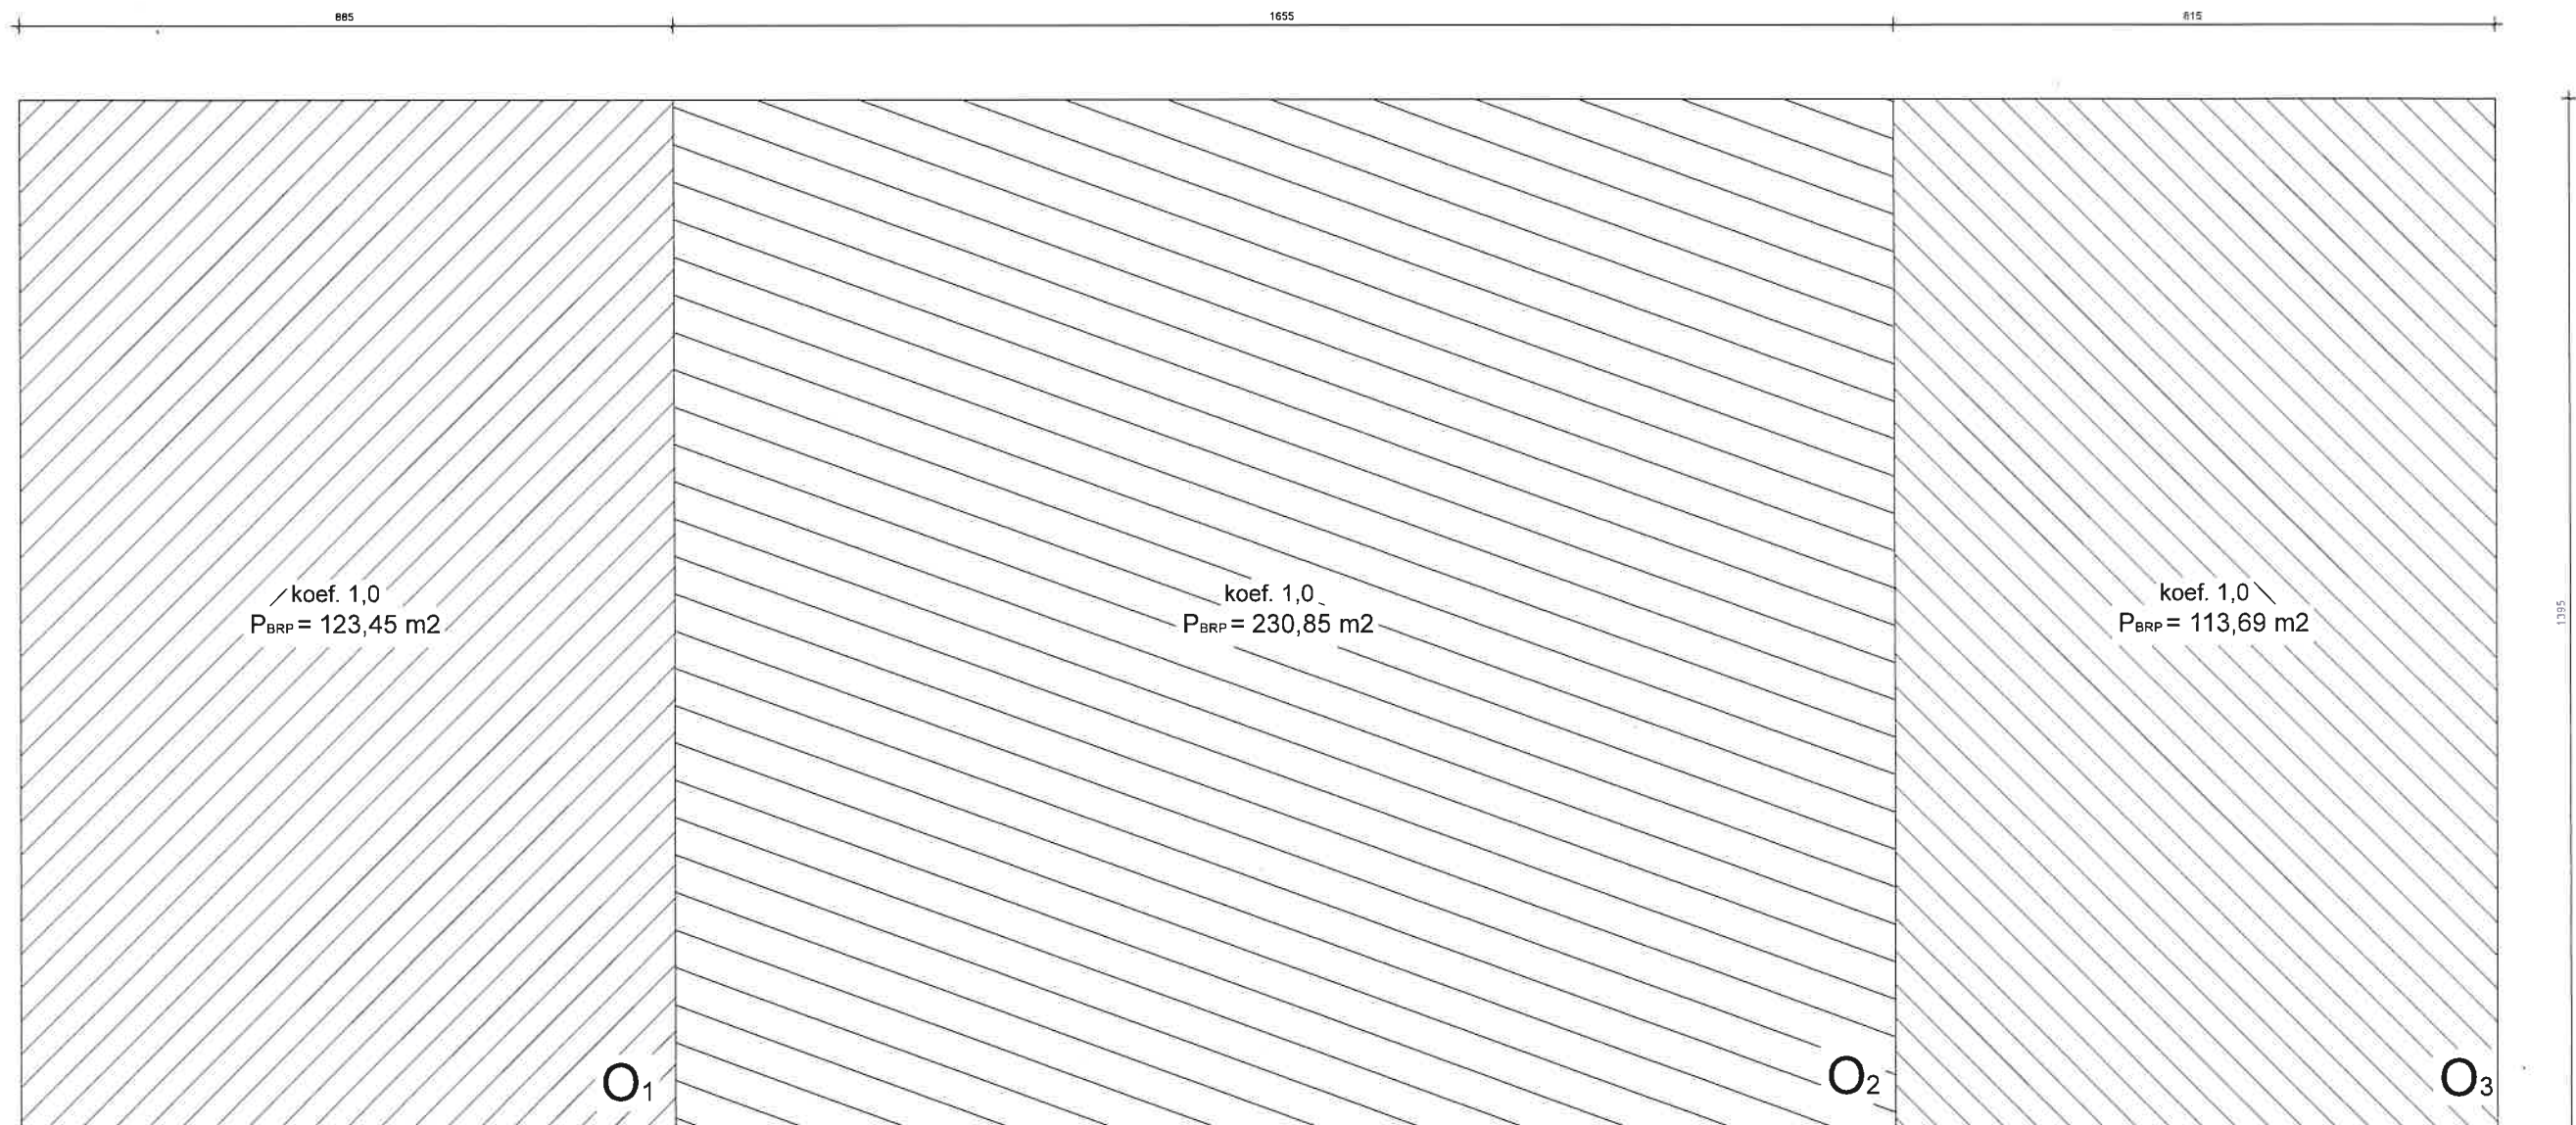 885
1655
815
koef. 1,0
PBRP = 123,45 m2
koef. 1,0
PBRP = 230,85 m2
koef. 1,0
PBRP = 113,69 m2
1395
O1
O2
O3